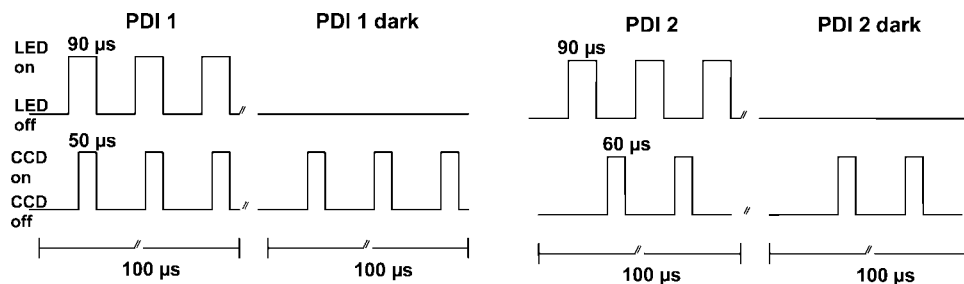 PDI 1
PDI 1 dark
PDI 2
PDI 2 dark
LED on
90 µs
90 µs
LED off
CCD on
50 µs
60 µs
CCD off
100 µs
100 µs
100 µs
100 µs